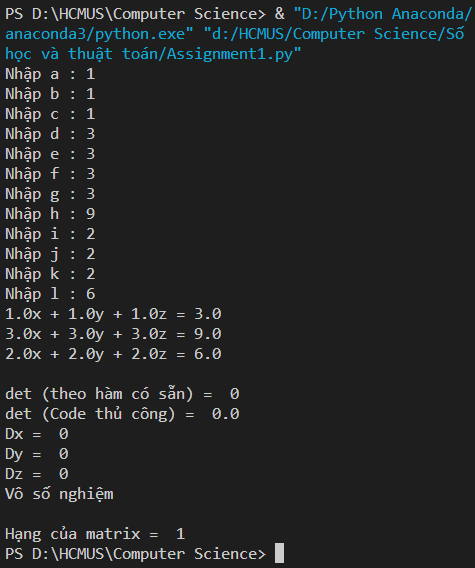 PS D:\HCMUS\Computer Science> & "D:/Python Anaconda/
anaconda3/python.exe" "d:/HCMUS/Computer Science/Số
học và thuật toán/Assignment1.py"
Nhập a : 1
Nhập b : 1
Nhập c : 1
Nhập d : 3
Nhập e : 3
Nhập f : 3
Nhập g : 3
Nhập h : 9
Nhập i : 2
Nhập j : 2
Nhập k : 2
Nhập l : 6
1.0x + 1.0y + 1.0z = 3.0
3.0x + 3.0y + 3.0z = 9.0
2.0x + 2.0y + 2.0z = 6.0
det (theo hàm có sẵn) =  0
det (Code thủ công) =  0.0
Dx =  0
Dy =  0
Dz =  0
Vô số nghiệm
Hạng của matrix =  1
PS D:\HCMUS\Computer Science>